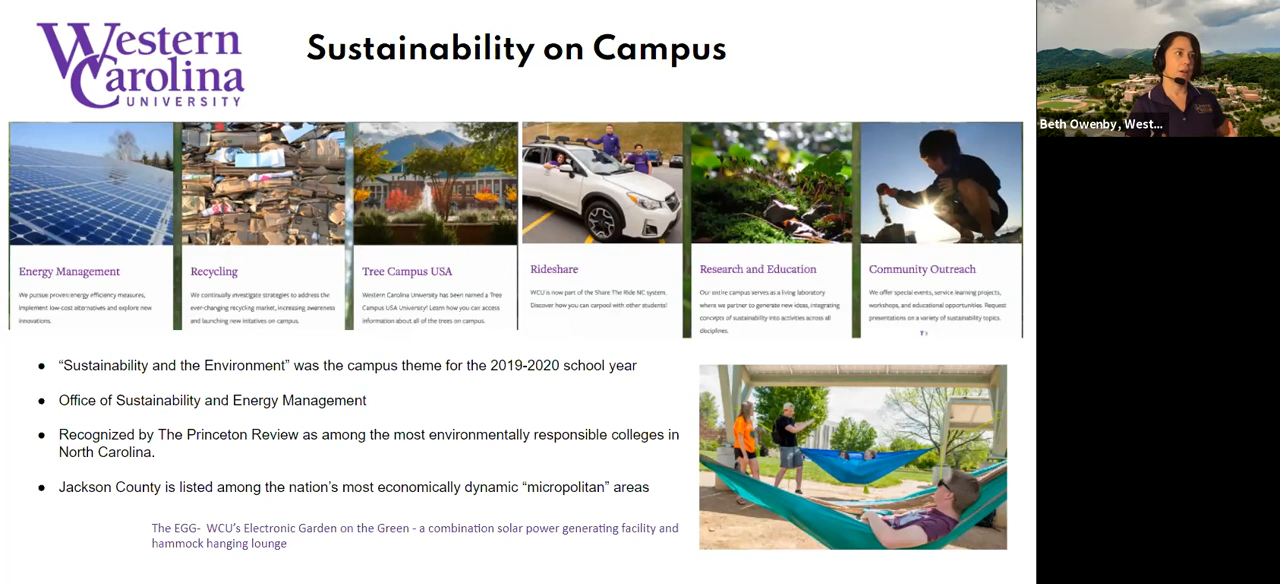 Western
Carolina
UNIVERSITY
Sustainability on Campus
Energy Management
We pursue proven energy efficiency measures,
implement low-cost alternatives and explore new
innovations.
Recycling
We continually investigate strategies to address the
ever-changing recycling market, increasing awareness
and launching new initiatives on campus.
Tree Campus USA
Western Carolina University has been named a Tree
Campus USA University! Learn how you can access
information about all of the trees on campus.
Rideshare
WCU is now part of the Share The Ride NC system.
Discover how you can carpool with other students!
Research and Education
Our entire campus serves as a living laboratory
where we partner to generate new ideas, integrating
concepts of sustainability into activities across all
disciplines.
Community Outreach
We offer special events, service learning projects,
workshops, and educational opportunities. Request
presentations on a variety of sustainability topics.
● “Sustainability and the Environment” was the campus theme for the 2019-2020 school year
● Office of Sustainability and Energy Management
● Recognized by The Princeton Review as among the most environmentally responsible colleges in
North Carolina.
● Jackson County is listed among the nation’s most economically dynamic “micropolitan” areas
The EGG- WCU’s Electronic Garden on the Green - a combination solar power generating facility and
hammock hanging lounge
Beth Owenby, West...